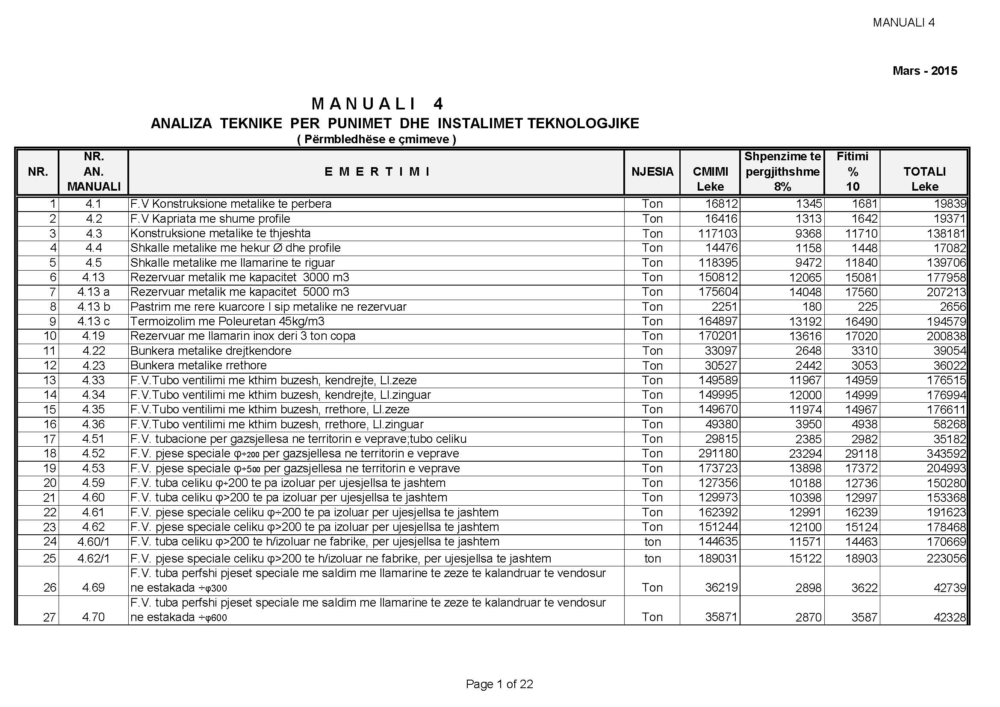 MANUALI 4
Mars - 2015
M A N U A L I 4
ANALIZA TEKNIKE PER PUNIMET DHE INSTALIMET TEKNOLOGJIKE
( Përmbledhëse e çmimeve )
NR. NR. AN. MANUALI E M E R T I M I NJESIA CMIMI Leke Shpenzime te pergjithshme 8% Fitimi % 10 TOTALI Leke
1 4.1 F.V Konstruksione metalike te perbera Ton 16812 1345 1681 19839
2 4.2 F.V Kapriata me shume profile Ton 16416 1313 1642 19371
3 4.3 Konstruksione metalike te thjeshta Ton 117103 9368 11710 138181
4 4.4 Shkalle metalike me hekur Ø dhe profile Ton 14476 1158 1448 17082
5 4.5 Shkalle metalike me llamarine te riguar Ton 118395 9472 11840 139706
6 4.13 Rezervuar metalik me kapacitet 3000 m3 Ton 150812 12065 15081 177958
7 4.13 a Rezervuar metalik me kapacitet 5000 m3 Ton 175604 14048 17560 207213
8 4.13 b Pastrim me rere kuarcore I sip metalike ne rezervuar Ton 2251 180 225 2656
9 4.13 c Termoizolim me Poleuretan 45kg/m3 Ton 164897 13192 16490 194579
10 4.19 Rezervuar me llamarin inox deri 3 ton copa Ton 170201 13616 17020 200838
11 4.22 Bunkera metalike drejtkendore Ton 33097 2648 3310 39054
12 4.23 Bunkera metalike rrethore Ton 30527 2442 3053 36022
13 4.33 F.V.Tubo ventilimi me kthim buzesh, kendrejte, Ll.zeze Ton 149589 11967 14959 176515
14 4.34 F.V.Tubo ventilimi me kthim buzesh, kendrejte, Ll.zinguar Ton 149995 12000 14999 176994
15 4.35 F.V.Tubo ventilimi me kthim buzesh, rrethore, Ll.zeze Ton 149670 11974 14967 176611
16 4.36 F.V.Tubo ventilimi me kthim buzesh, rrethore, Ll.zinguar Ton 49380 3950 4938 58268
17 4.51 F.V. tubacione per gazsjellesa ne territorin e veprave;tubo celiku Ton 29815 2385 2982 35182
18 4.52 F.V. pjese speciale φ÷200 per gazsjellesa ne territorin e veprave Ton 291180 23294 29118 343592
19 4.53 F.V. pjese speciale φ÷500 per gazsjellesa ne territorin e veprave Ton 173723 13898 17372 204993
20 4.59 F.V. tuba celiku φ÷200 te pa izoluar per ujesjellsa te jashtem Ton 127356 10188 12736 150280
21 4.60 F.V. tuba celiku φ>200 te pa izoluar per ujesjellsa te jashtem Ton 129973 10398 12997 153368
22 4.61 F.V. pjese speciale celiku φ÷200 te pa izoluar per ujesjellsa te jashtem Ton 162392 12991 16239 191623
23 4.62 F.V. pjese speciale celiku φ>200 te pa izoluar per ujesjellsa te jashtem Ton 151244 12100 15124 178468
24 4.60/1 F.V. tuba celiku φ>200 te h/izoluar ne fabrike, per ujesjellsa te jashtem ton 144635 11571 14463 170669
25 4.62/1 F.V. pjese speciale celiku φ>200 te h/izoluar ne fabrike, per ujesjellsa te jashtem ton 189031 15122 18903 223056
F.V. tuba perfshi pjeset speciale me saldim me llamarine te zeze te kalandruar te vendosur
26 4.69 ne estakada ÷φ300 Ton 36219 2898 3622 42739
F.V. tuba perfshi pjeset speciale me saldim me llamarine te zeze te kalandruar te vendosur
27 4.70 ne estakada ÷φ600 Ton 35871 2870 3587 42328
Page 1 of 22